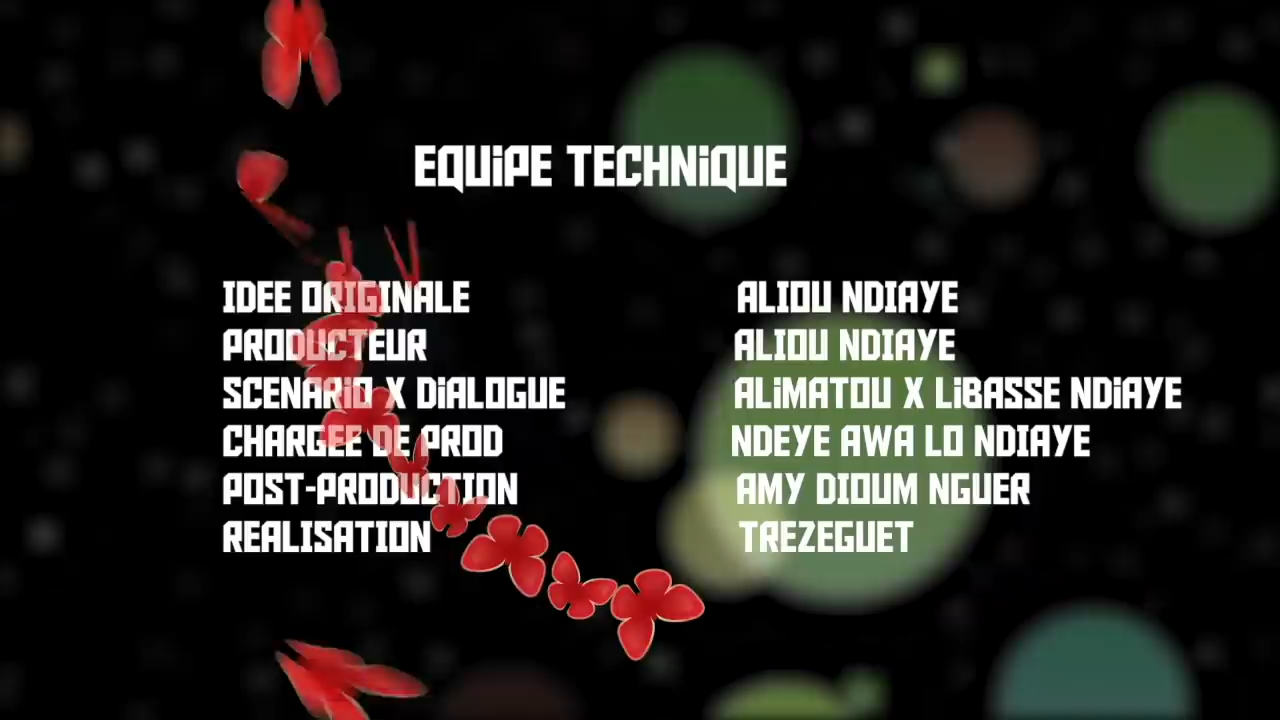 EQUIPE TECHNIQUE
IDEE ORIGINALE ALIOU NDIAYE
PRODUCTEUR ALIOU NDIAYE
SCENARIO X DIALOGUE ALIMATOU X LIBASSE NDIAYE
CHARGEE DE PROD NDEYE AWA LO NDIAYE
POST-PRODUCTION AMY DIOUM NGUER
REALISATION TREZEGUET